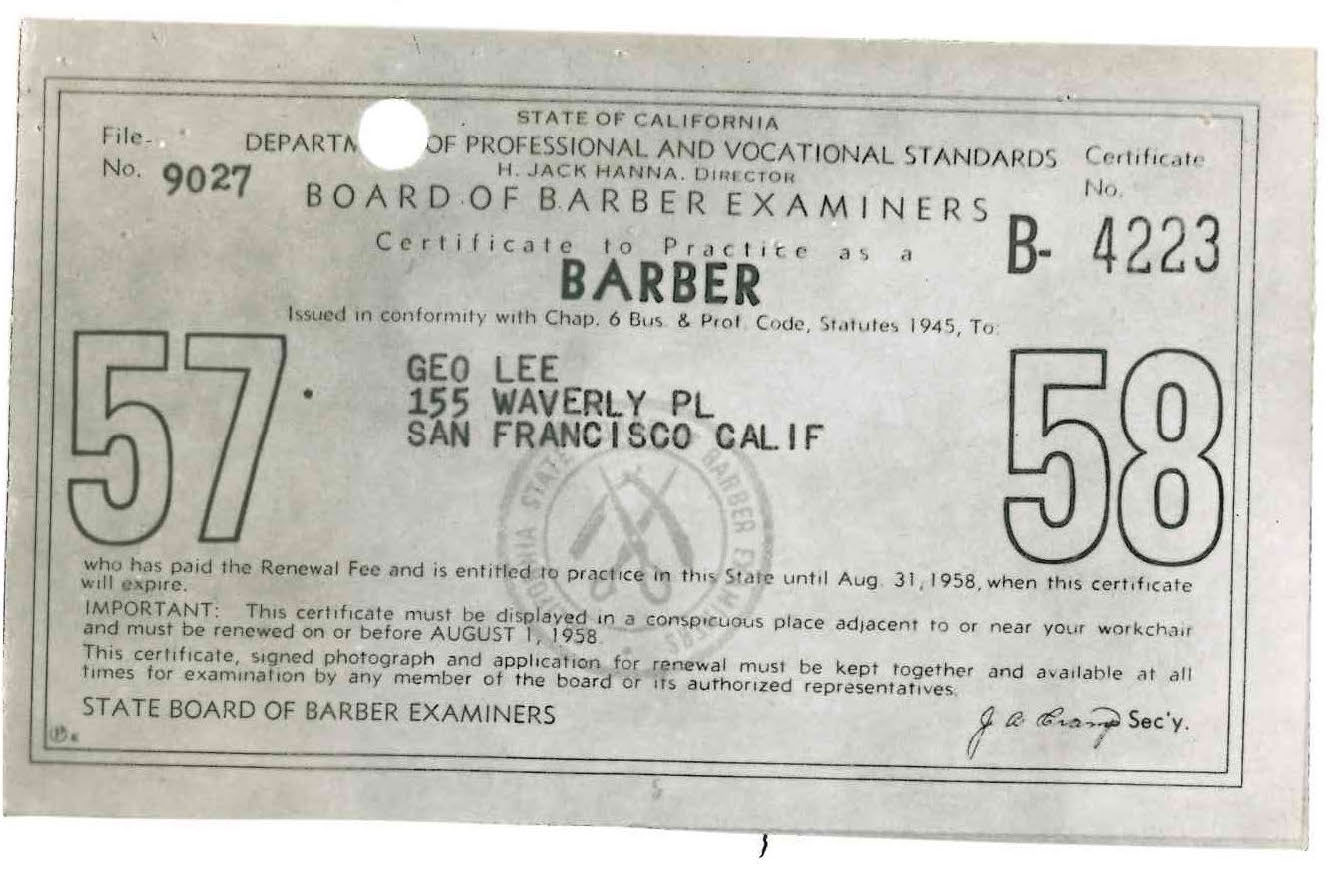 STATE OF CALIFORNIA
File
No. 9027
DEPARTM OF PROFESSIONAL AND VOCATIONAL STANDARDS
H. JACK HANNA, DIRECTOR
Certificate
No.
B- 4223
BOARD OF BARBER EXAMINERS
Certificate to Practice as a
BARBER
Issued in conformity with Chap. 6 Bus. & Prof. Code, Statutes 1945, To:
57
GEO LEE
155 WAVERLY PL
SAN FRANCISCO CALIF
58
STATE BARBER
who has paid the Renewal Fee and is entitled to practice in this State until Aug. 31, 1958, when this certificate
will expire.
IMPORTANT: This certificate must be displayed in a conspicuous place adjacent to or near your workchair
and must be renewed on or before AUGUST 1, 1958.
This certificate, signed photograph and application for renewal must be kept together and available at all
times for examination by any member of the board or its authorized representatives.
STATE BOARD OF BARBER EXAMINERS
Sec'y.